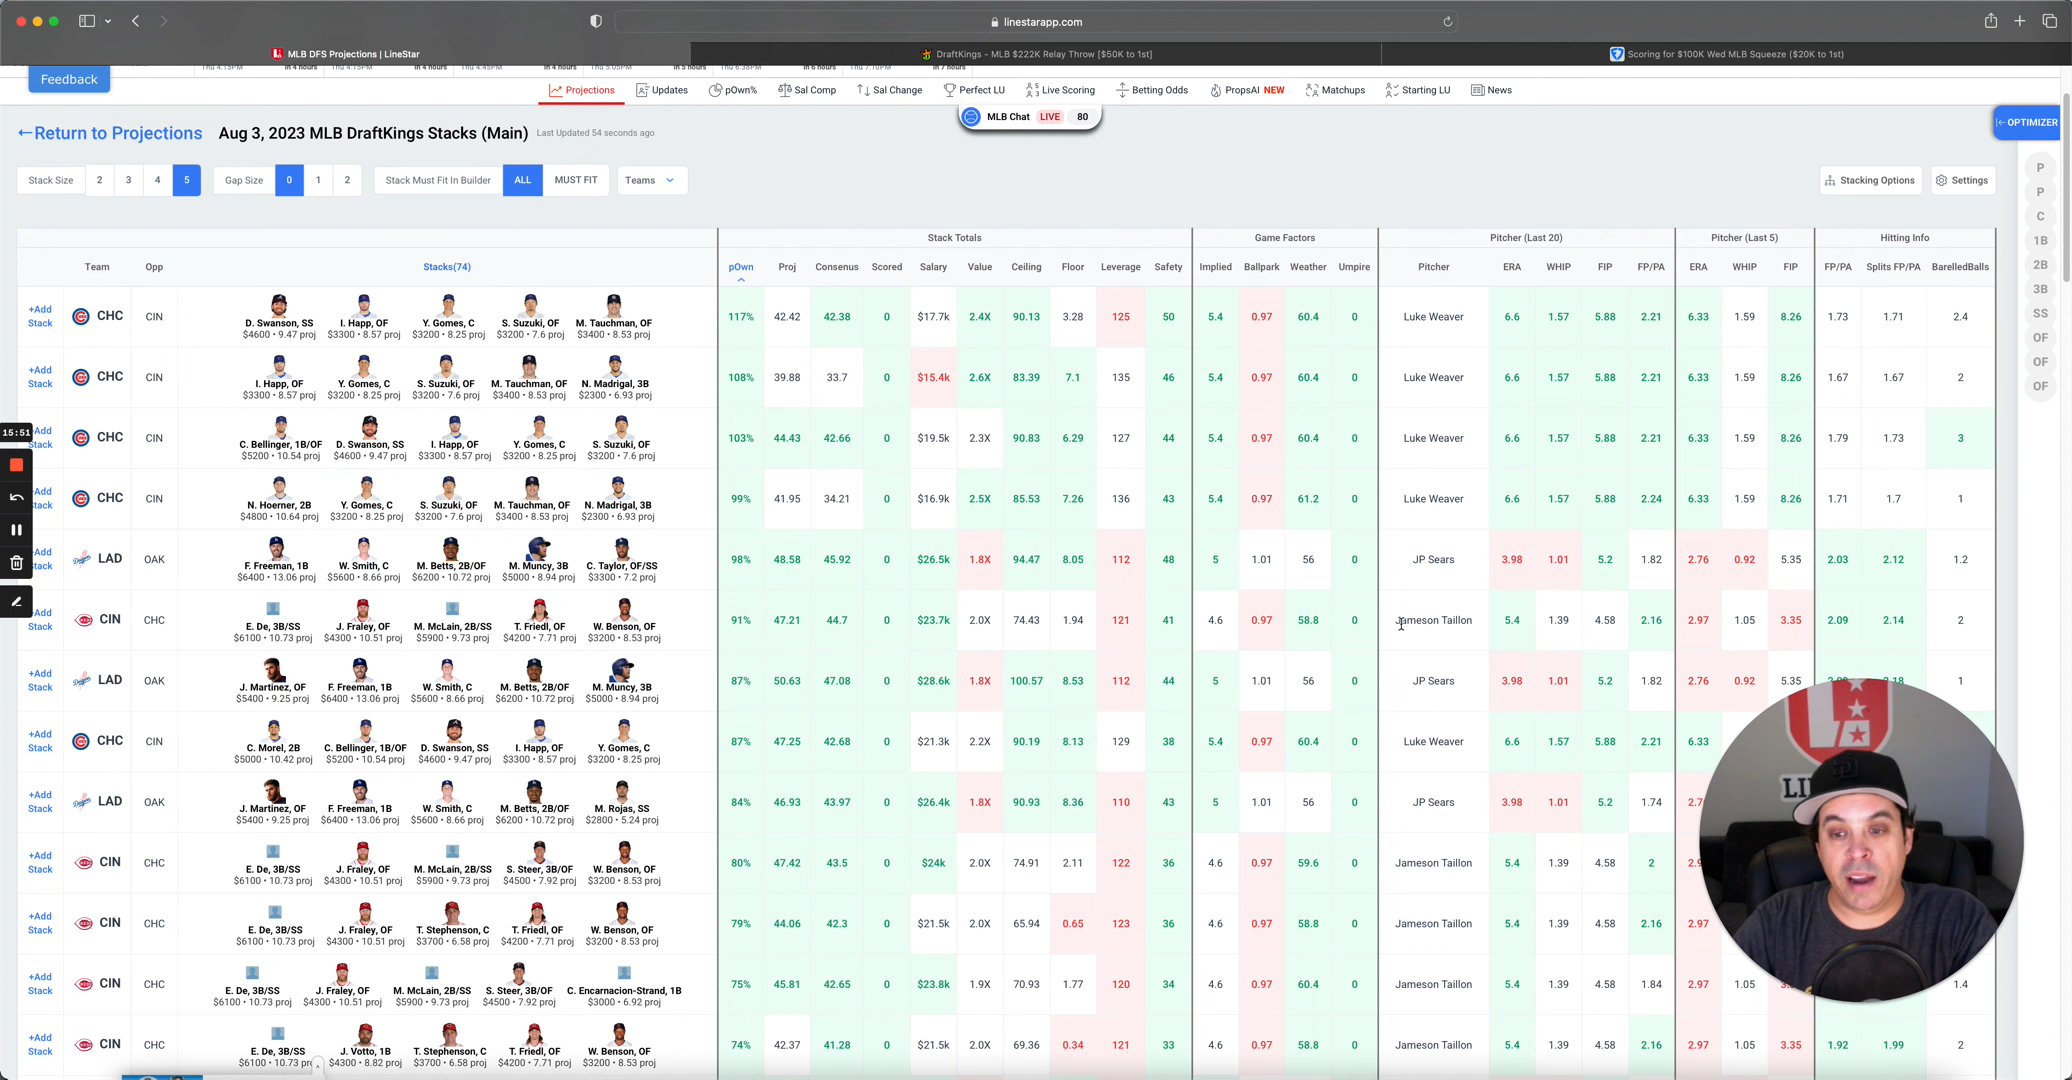 linestarapp.com
MLB DFS Projections | LineStar
DraftKings - MLB $222K Relay Throw [$50K to 1st]
Scoring for $100K Wed MLB Squeeze ($20K to 1st)
Feedback
Thu 4:15PM in 4 hours Thu 4:15PM in 4 hours Thu 4:45PM in 4 hours Thu 5:05PM in 5 hours Thu 6:38PM in 6 hours Thu 7:10PM in 7 hours
Projections Updates pOwn% Sal Comp Sal Change Perfect LU Live Scoring Betting Odds PropsAI NEW Matchups Starting LU News
MLB Chat LIVE 80
←Return to Projections Aug 3, 2023 MLB DraftKings Stacks (Main) Last Updated 54 seconds ago
OPTIMIZER
Stack Size 2 3 4 5 Gap Size 0 1 2 Stack Must Fit In Builder ALL MUST FIT Teams Stacking Options Settings
P
P
C
1B
2B
3B
SS
OF
OF
OF
Stack Totals Game Factors Pitcher (Last 20) Pitcher (Last 5) Hitting Info
Team Opp Stacks(74) pOwn Proj Consenus Scored Salary Value Ceiling Floor Leverage Safety Implied Ballpark Weather Umpire Pitcher ERA WHIP FIP FP/PA ERA WHIP FIP FP/PA Splits FP/PA BarelledBalls
+Add Stack CHC CIN D. Swanson, SS I. Happ, OF Y. Gomes, C S. Suzuki, OF M. Tauchman, OF 117% 42.42 42.38 0 $17.7k 2.4X 90.13 3.28 125 50 5.4 0.97 60.4 0 Luke Weaver 6.6 1.57 5.88 2.21 6.33 1.59 8.26 1.73 1.71 2.4
$4600 • 9.47 proj $3300 • 8.57 proj $3200 • 8.25 proj $3200 • 7.6 proj $3400 • 8.53 proj
+Add Stack CHC CIN I. Happ, OF Y. Gomes, C S. Suzuki, OF M. Tauchman, OF N. Madrigal, 3B 108% 39.88 33.7 0 $15.4k 2.6X 83.39 7.1 135 46 5.4 0.97 60.4 0 Luke Weaver 6.6 1.57 5.88 2.21 6.33 1.59 8.26 1.67 1.67 2
$3300 • 8.57 proj $3200 • 8.25 proj $3200 • 7.6 proj $3400 • 8.53 proj $2300 • 6.93 proj
15:51
Add Stack CHC CIN C. Bellinger, 1B/OF D. Swanson, SS I. Happ, OF Y. Gomes, C S. Suzuki, OF 103% 44.43 42.66 0 $19.5k 2.3X 90.83 6.29 127 44 5.4 0.97 60.4 0 Luke Weaver 6.6 1.57 5.88 2.21 6.33 1.59 8.26 1.79 1.73 3
$5200 • 10.54 proj $4600 • 9.47 proj $3300 • 8.57 proj $3200 • 8.25 proj $3200 • 7.6 proj
Add Stack CHC CIN N. Hoerner, 2B Y. Gomes, C S. Suzuki, OF M. Tauchman, OF N. Madrigal, 3B 99% 41.95 34.21 0 $16.9k 2.5X 85.53 7.26 136 43 5.4 0.97 61.2 0 Luke Weaver 6.6 1.57 5.88 2.24 6.33 1.59 8.26 1.71 1.7 1
$4800 • 10.64 proj $3200 • 8.25 proj $3200 • 7.6 proj $3400 • 8.53 proj $2300 • 6.93 proj
Add Stack LAD OAK F. Freeman, 1B W. Smith, C M. Betts, 2B/OF M. Muncy, 3B C. Taylor, OF/SS 98% 48.58 45.92 0 $26.5k 1.8X 94.47 8.05 112 48 5 1.01 56 0 JP Sears 3.98 1.01 5.2 1.82 2.76 0.92 5.35 2.03 2.12 1.2
$6400 • 13.06 proj $5600 • 8.66 proj $6200 • 10.72 proj $5000 • 8.94 proj $3300 • 7.2 proj
Add Stack CIN CHC E. De, 3B/SS J. Fraley, OF M. McLain, 2B/SS T. Friedl, OF W. Benson, OF 91% 47.21 44.7 0 $23.7k 2.0X 74.43 1.94 121 41 4.6 0.97 58.8 0 Jameson Taillon 5.4 1.39 4.58 2.16 2.97 1.05 3.35 2.09 2.14 2
$6100 • 10.73 proj $4300 • 10.51 proj $5900 • 9.73 proj $4200 • 7.71 proj $3200 • 8.53 proj
+Add Stack LAD OAK J. Martinez, OF F. Freeman, 1B W. Smith, C M. Betts, 2B/OF M. Muncy, 3B 87% 50.63 47.08 0 $28.6k 1.8X 100.57 8.53 112 44 5 1.01 56 0 JP Sears 3.98 1.01 5.2 1.82 2.76 0.92 5.35 1
$5400 • 9.25 proj $6400 • 13.06 proj $5600 • 8.66 proj $6200 • 10.72 proj $5000 • 8.94 proj
+Add Stack CHC CIN C. Morel, 2B C. Bellinger, 1B/OF D. Swanson, SS I. Happ, OF Y. Gomes, C 87% 47.25 42.68 0 $21.3k 2.2X 90.19 8.13 129 38 5.4 0.97 60.4 0 Luke Weaver 6.6 1.57 5.88 2.21 6.33
$5000 • 10.42 proj $5200 • 10.54 proj $4600 • 9.47 proj $3300 • 8.57 proj $3200 • 8.25 proj
+Add Stack LAD OAK J. Martinez, OF F. Freeman, 1B W. Smith, C M. Betts, 2B/OF M. Rojas, SS 84% 46.93 43.97 0 $26.4k 1.8X 90.93 8.36 110 43 5 1.01 56 0 JP Sears 3.98 1.01 5.2 1.74
$5400 • 9.25 proj $6400 • 13.06 proj $5600 • 8.66 proj $6200 • 10.72 proj $2800 • 5.24 proj
+Add Stack CIN CHC E. De, 3B/SS J. Fraley, OF M. McLain, 2B/SS S. Steer, 3B/OF W. Benson, OF 80% 47.42 43.5 0 $24k 2.0X 74.91 2.11 122 36 4.6 0.97 59.6 0 Jameson Taillon 5.4 1.39 4.58 2
$6100 • 10.73 proj $4300 • 10.51 proj $5900 • 9.73 proj $4500 • 7.92 proj $3200 • 8.53 proj
+Add Stack CIN CHC E. De, 3B/SS J. Fraley, OF T. Stephenson, C T. Friedl, OF W. Benson, OF 79% 44.06 42.3 0 $21.5k 2.0X 65.94 0.65 123 36 4.6 0.97 58.8 0 Jameson Taillon 5.4 1.39 4.58 2.16 2.97
$6100 • 10.73 proj $4300 • 10.51 proj $3700 • 6.58 proj $4200 • 7.71 proj $3200 • 8.53 proj
+Add Stack CIN CHC E. De, 3B/SS J. Fraley, OF M. McLain, 2B/SS S. Steer, 3B/OF C. Encarnacion-Strand, 1B 75% 45.81 42.65 0 $23.8k 1.9X 70.93 1.77 120 34 4.6 0.97 60.4 0 Jameson Taillon 5.4 1.39 4.58 1.84 2.97 1.05 1.4
$6100 • 10.73 proj $4300 • 10.51 proj $5900 • 9.73 proj $4500 • 7.92 proj $3000 • 6.92 proj
+Add Stack CIN CHC E. De, 3B/SS J. Votto, 1B T. Stephenson, C T. Friedl, OF W. Benson, OF 74% 42.37 41.28 0 $21.5k 2.0X 69.36 0.34 121 33 4.6 0.97 58.8 0 Jameson Taillon 5.4 1.39 4.58 2.16 2.97 1.05 3.35 1.92 1.99 2
$6100 • 10.73 proj $4300 • 8.82 proj $3700 • 6.58 proj $4200 • 7.71 proj $3200 • 8.53 proj